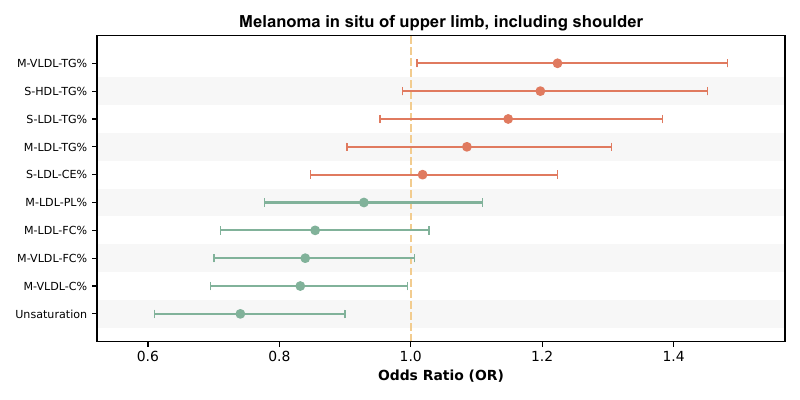 Melanoma in situ of upper limb, including shoulder
M-VLDL-TG%
S-HDL-TG%
S-LDL-TG%
M-LDL-TG%
S-LDL-CE%
M-LDL-PL%
M-LDL-FC%
M-VLDL-FC%
M-VLDL-C%
Unsaturation
0.6 0.8 1.0 1.2 1.4
Odds Ratio (OR)